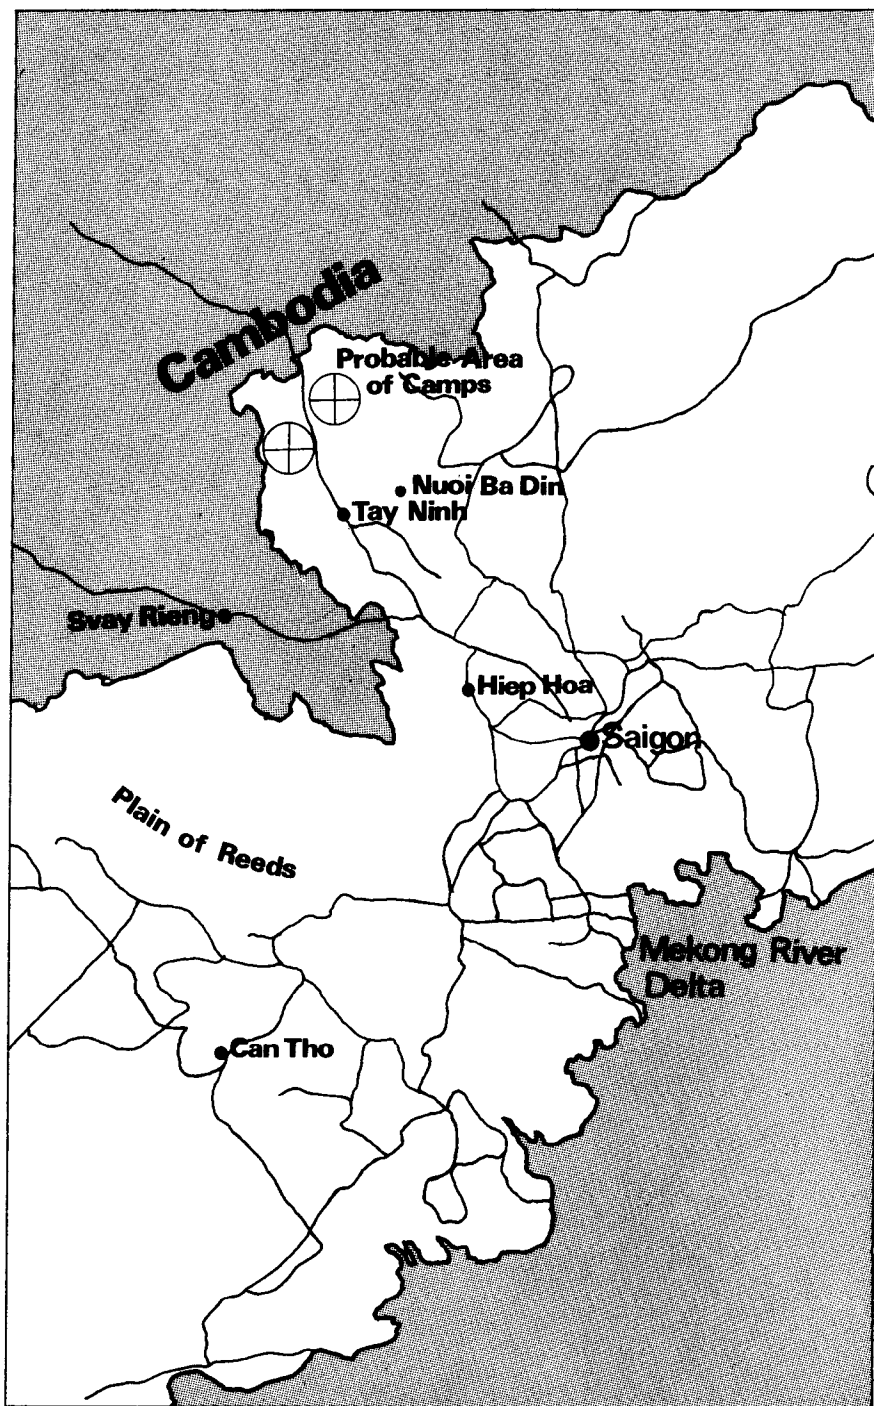 Cambodia
Probable Area
of Camps
Nuoi Ba Din
Tay Ninh
Svay Rieng
Hiep Hoa
Saigon
Plain of Reeds
Mekong River
Delta
Can Tho